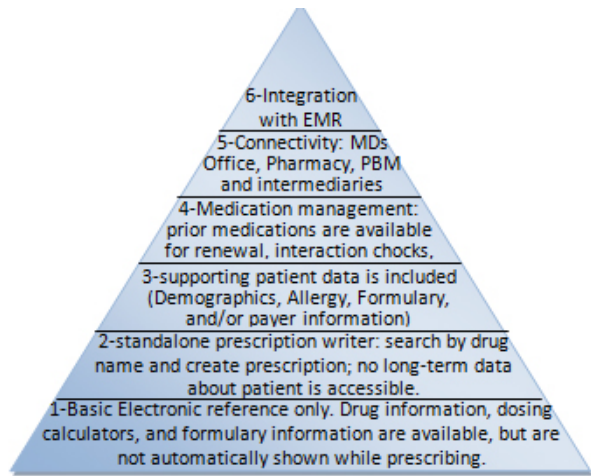 6-Integration
with EMR
5-Connectivity: MDs
Office, Pharmacy, PBM
and intermediaries
4-Medication management:
prior medications are available
for renewal, interaction chocks,
3-supporting patient data is included
(Demographics, Allergy, Formulary,
and/or payer information)
2-standalone prescription writer: search by drug
name and create prescription; no long-term data
about patient is accessible.
1-Basic Electronic reference only. Drug information, dosing
calculators, and formulary information are available, but are
not automatically shown while prescribing.